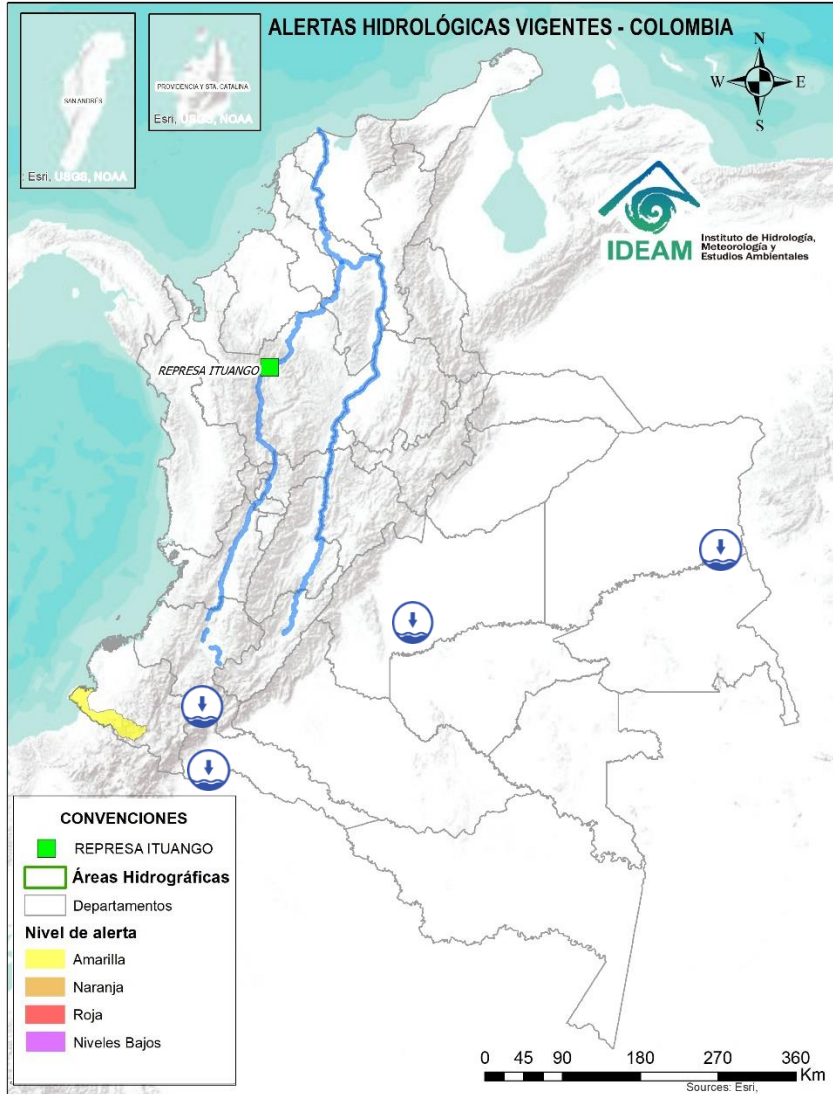 ALERTAS HIDROLÓGICAS VIGENTES - COLOMBIA
SAN ANDRÉS
Esri, USGS, NOAA
PROVIDENCIA Y STA. CATALINA
Esri, USGS, NOAA
N
W
E
S
IDEAM
Instituto de Hidrología,
Meteorología y
Estudios Ambientales
REPRESA ITUANGO
CONVENCIONES
REPRESA ITUANGO
Áreas Hidrográficas
Departamentos
Nivel de alerta
Amarilla
Naranja
Roja
Niveles Bajos
0 45 90 180 270 360
Km
Sources: Esri,